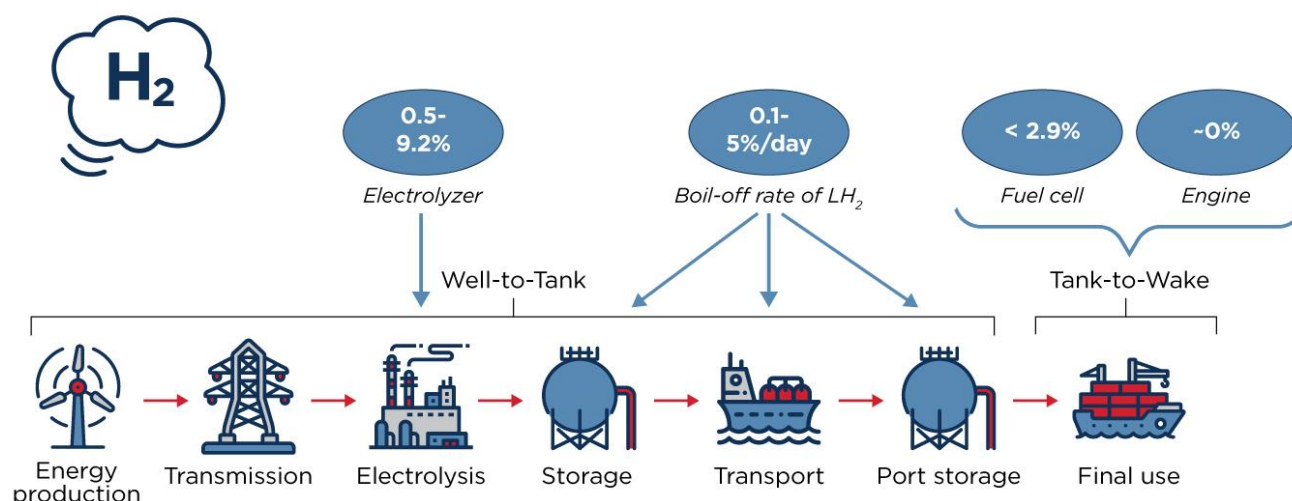 H₂
0.5-
9.2%
0.1-
5%/day
< 2.9%
~0%
Electrolyzer
Boil-off rate of LH₂
Fuel cell
Engine
Well-to-Tank
Tank-to-Wake
Energy
production
Transmission
Electrolysis
Storage
Transport
Port storage
Final use